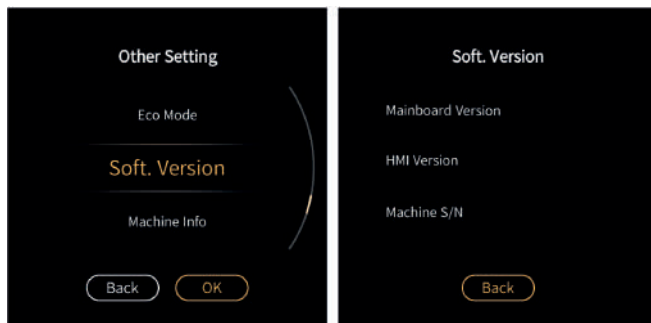 Other Setting
Eco Mode
Soft. Version
Machine Info
Back
OK
Soft. Version
Mainboard Version
HMI Version
Machine S/N
Back